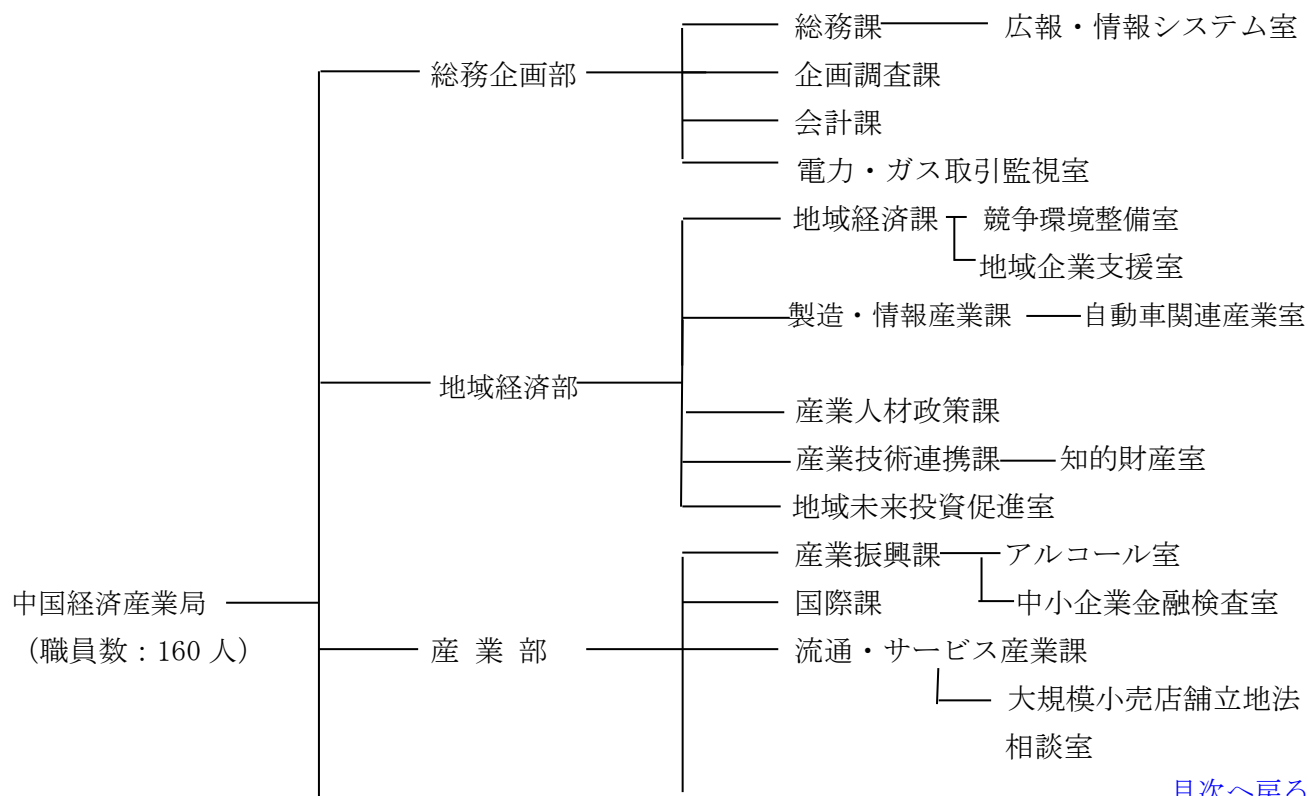 総務課 広報・情報システム室
総務企画部 企画調査課
会計課
電力・ガス取引監視室
地域経済課 競争環境整備室
地域企業支援室
製造・情報産業課 自動車関連産業室
地域経済部
産業人材政策課
産業技術連携課 知的財産室
地域未来投資促進室
産業振興課 アルコール室
中国経済産業局 国際課 中小企業金融検査室
（職員数：160 人） 産 業 部 流通・サービス産業課
大規模小売店舗立地法
相談室
目次へ戻る